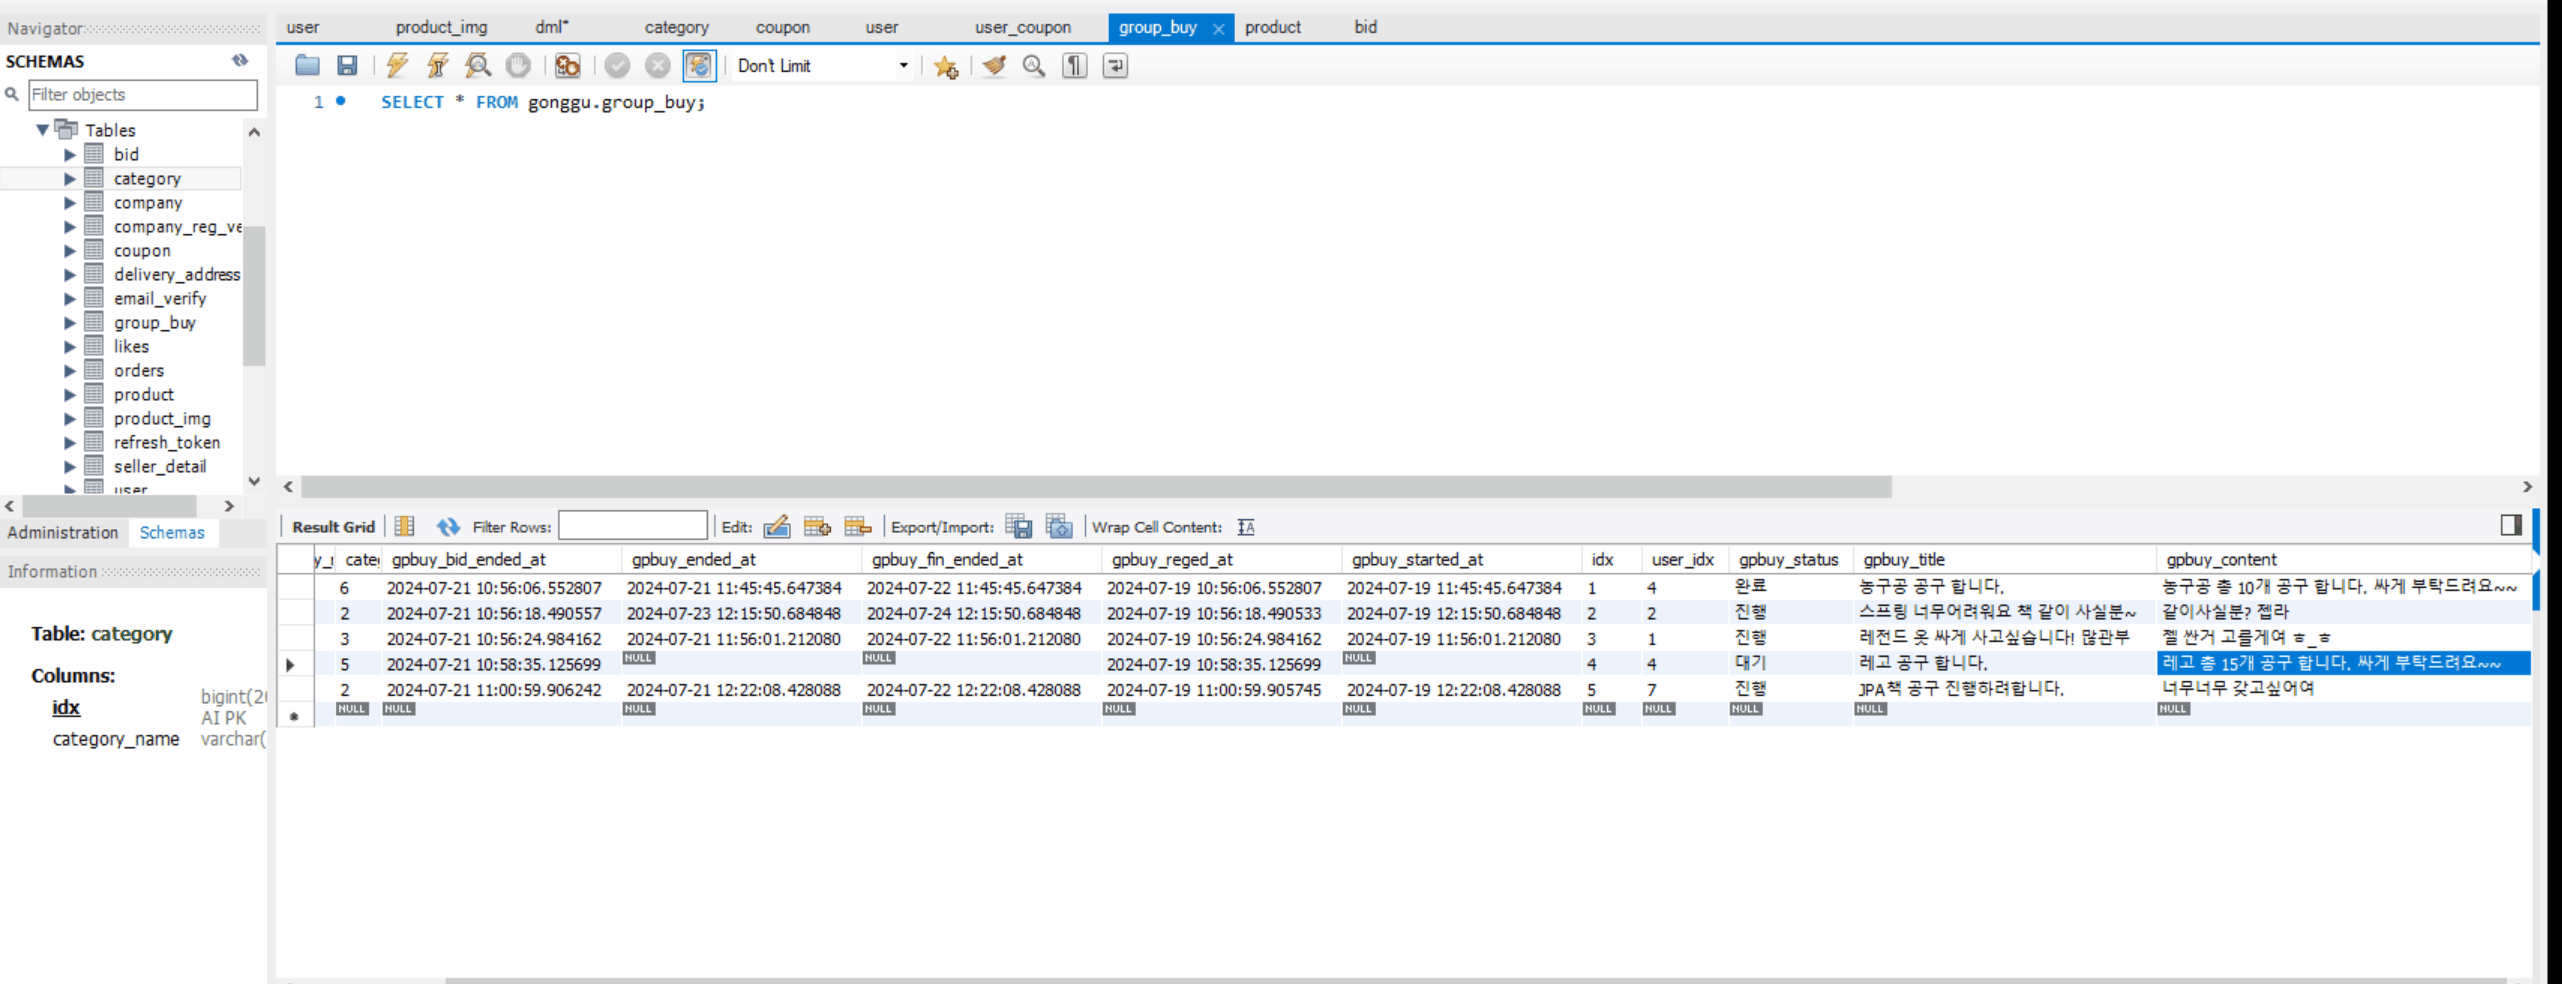 Navigator
SCHEMAS
Filter objects
Tables
bid
category
company
company_reg_ve
coupon
delivery_address
email_verify
group_buy
likes
orders
product
product_img
refresh_token
seller_detail
user
Administration Schemas
Information
Table: category
Columns:
idx bigint(20
AI PK
category_name varchar(
user product_img dml* category coupon user user_coupon group_buy product bid
Don't Limit
1 SELECT * FROM gonggu.group_buy;
Result Grid Filter Rows: Edit: Export/Import: Wrap Cell Content:
cate gpbuy_bid_ended_at gpbuy_ended_at gpbuy_fin_ended_at gpbuy_reged_at gpbuy_started_at idx user_idx gpbuy_status gpbuy_title gpbuy_content
6 2024-07-21 10:56:06.552807 2024-07-21 11:45:45.647384 2024-07-22 11:45:45.647384 2024-07-19 10:56:06.552807 2024-07-19 11:45:45.647384 1 4 완료 농구공 공구 합니다. 농구공 총 10개 공구 합니다. 싸게 부탁드려요~~
2 2024-07-21 10:56:18.490557 2024-07-23 12:15:50.684848 2024-07-24 12:15:50.684848 2024-07-19 10:56:18.490533 2024-07-19 12:15:50.684848 2 2 진행 스프링 너무어려워요 책 같이 사실분~ 같이사실분? 젭라
3 2024-07-21 10:56:24.984162 2024-07-21 11:56:01.212080 2024-07-22 11:56:01.212080 2024-07-19 10:56:24.984162 2024-07-19 11:56:01.212080 3 1 진행 레전드 옷 싸게 사고싶습니다! 많관부 젤 싼거 고를게여 ㅎ_ㅎ
5 2024-07-21 10:58:35.125699 NULL NULL 2024-07-19 10:58:35.125699 NULL 4 4 대기 레고 공구 합니다. 레고 총 15개 공구 합니다. 싸게 부탁드려요~~
2 2024-07-21 11:00:59.906242 2024-07-21 12:22:08.428088 2024-07-22 12:22:08.428088 2024-07-19 11:00:59.905745 2024-07-19 12:22:08.428088 5 7 진행 JPA책 공구 진행하려합니다. 너무너무 갖고싶어여
NULL NULL NULL NULL NULL NULL NULL NULL NULL NULL NULL